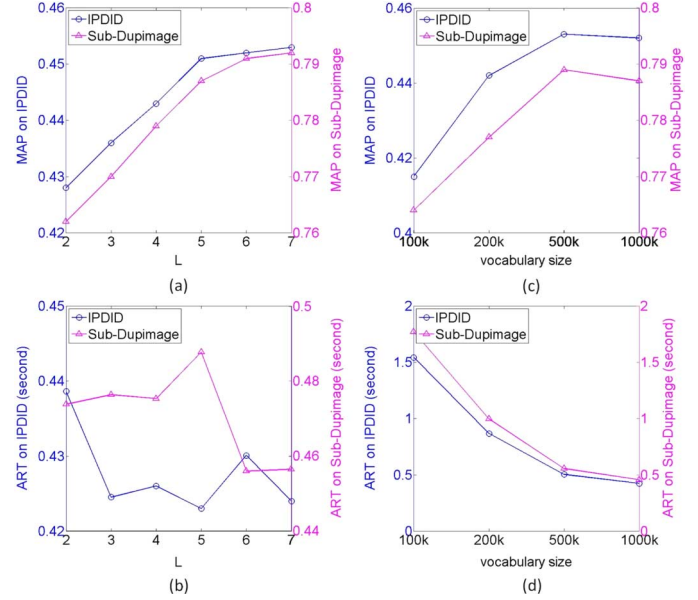 0.46
0.8
IPDID
Sub-Dupimage
0.45
0.79
MAP on IPDID
0.44
0.78
MAP on Sub-Dupimage
0.43
0.77
0.42
0.76
2 3 4 5 6 7
L
(a)
0.46
0.8
IPDID
Sub-Dupimage
0.79
0.44
MAP on IPDID
0.78
MAP on Sub-Dupimage
0.42
0.77
0.4
0.76
100k 200k 500k 1000k
vocabulary size
(c)
0.45
0.5
IPDID
Sub-Dupimage
0.44
0.48
ART on IPDID (second)
ART on Sub-Dupimage (second)
0.43
0.46
0.42
0.44
2 3 4 5 6 7
L
(b)
2
2
IPDID
Sub-Dupimage
1.5
1.5
ART on IPDID (second)
1
1
ART on Sub-Dupimage (second)
0.5
0.5
0
0
100k 200k 500k 1000k
vocabulary size
(d)